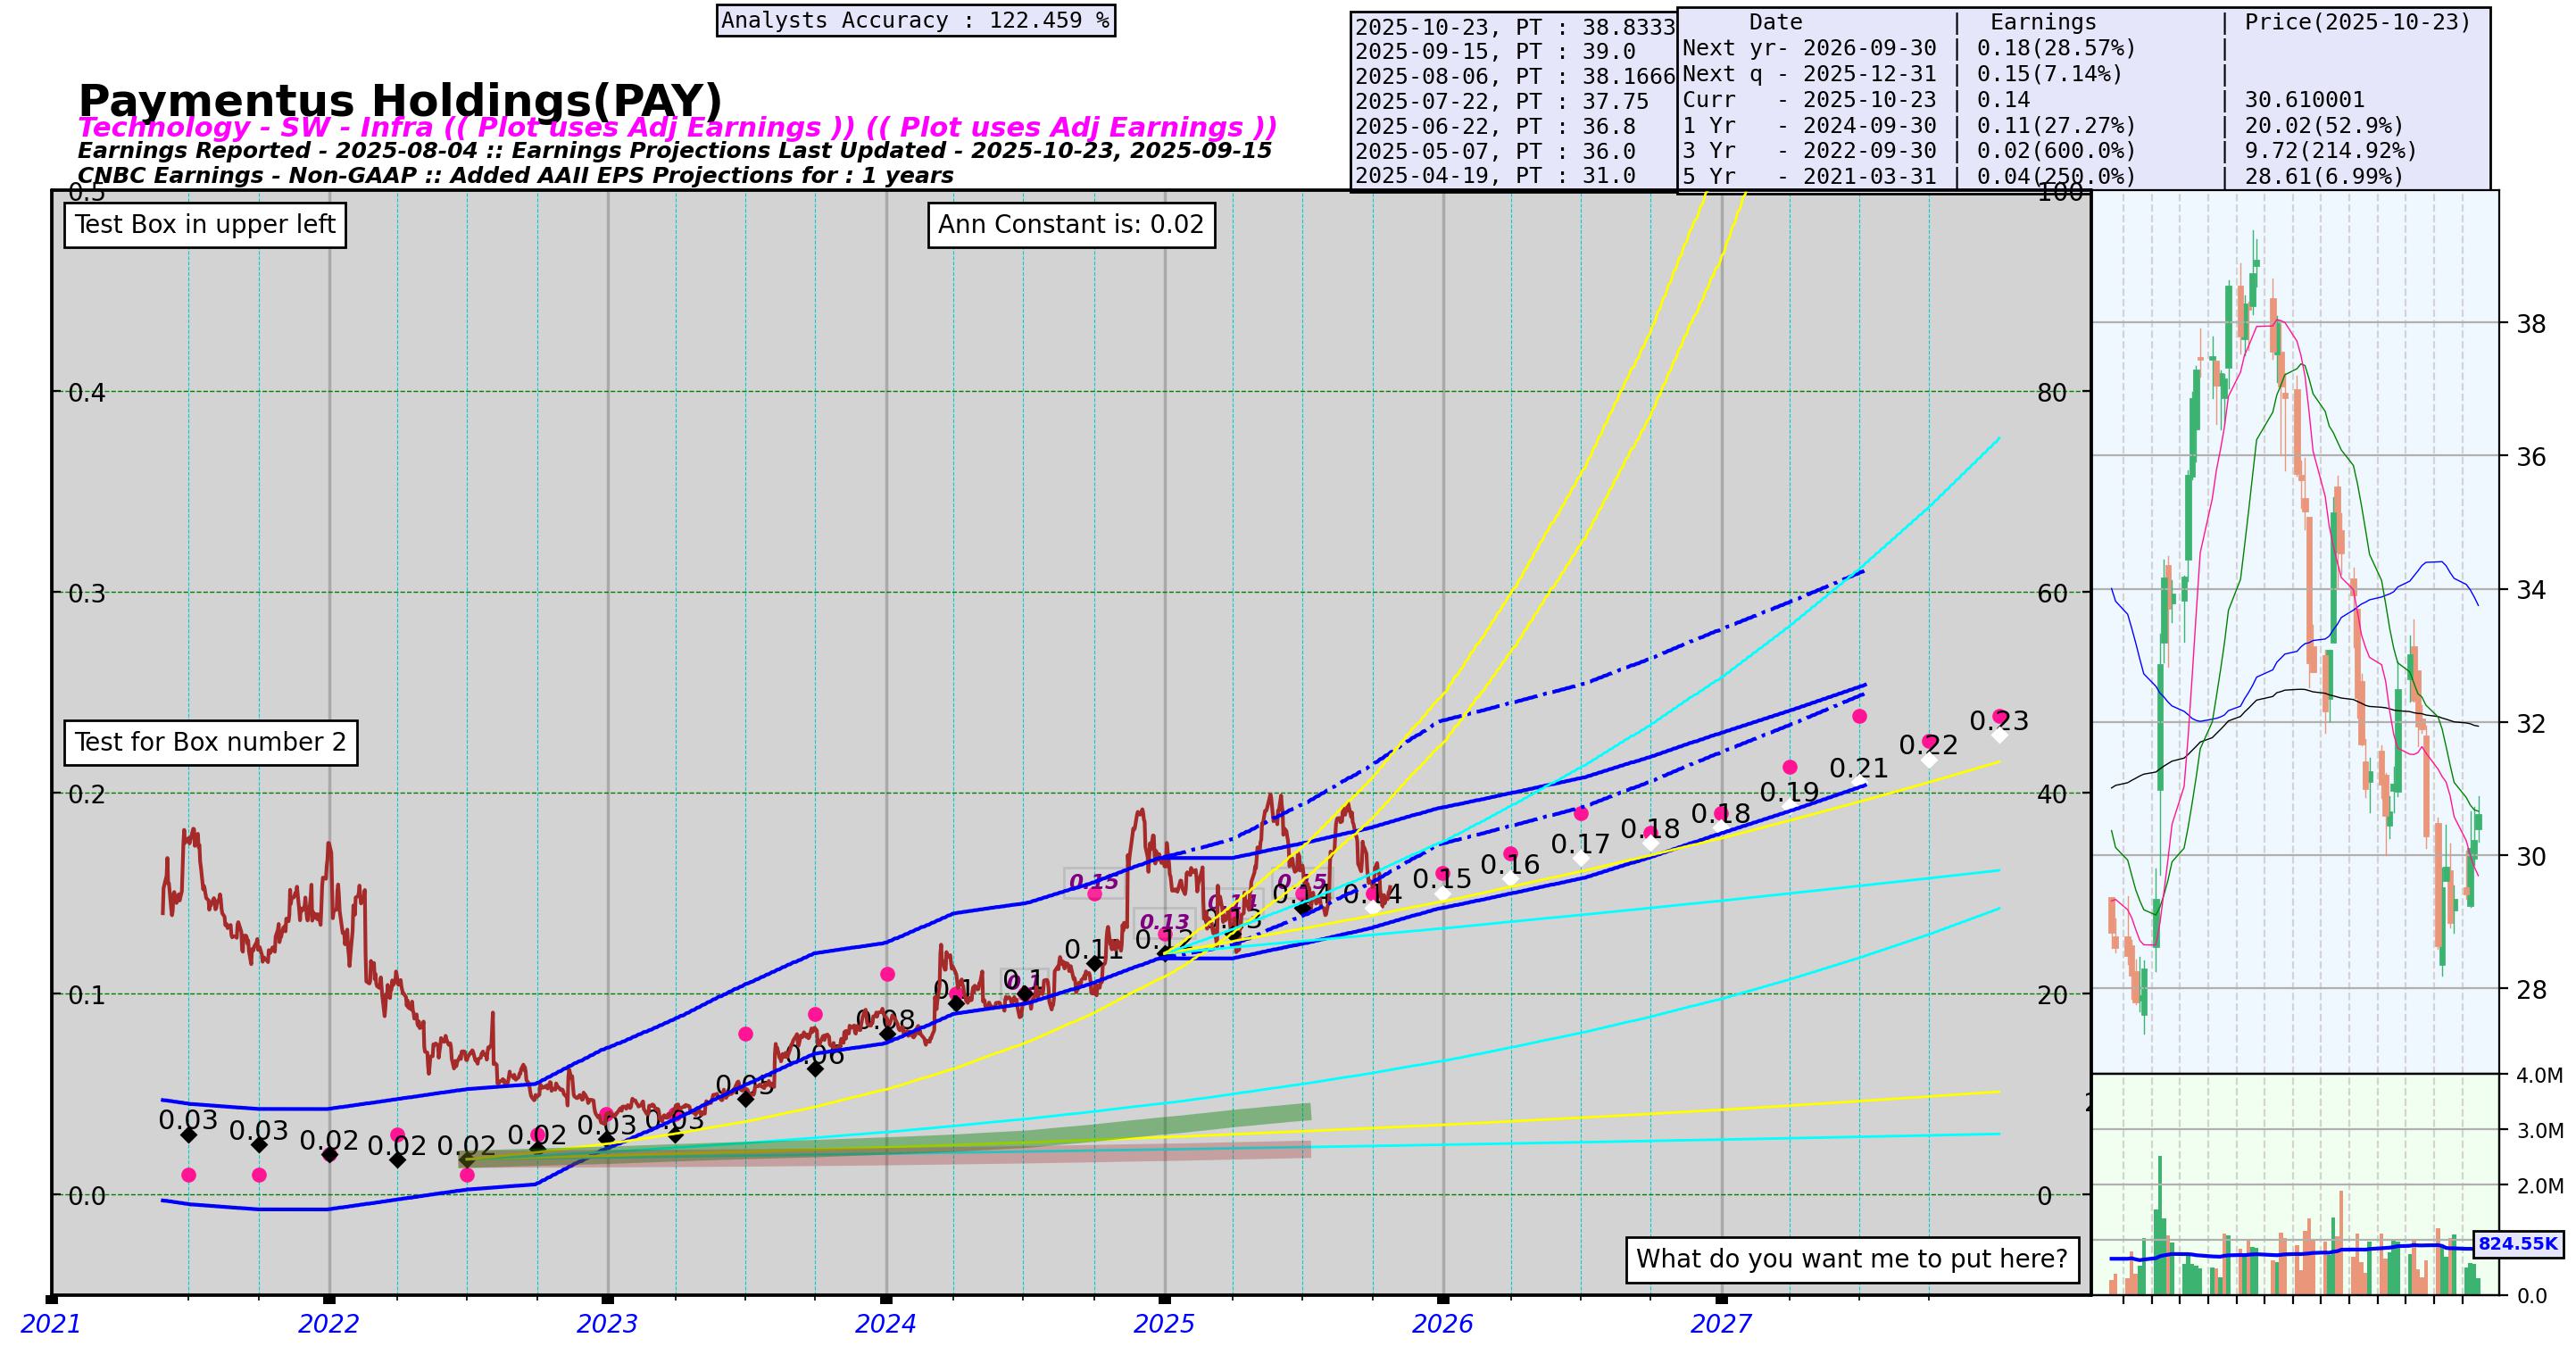 Analysts Accuracy : 122.459 %
2025-10-23, PT : 38.8333
2025-09-15, PT : 39.0
2025-08-06, PT : 38.1666
2025-07-22, PT : 37.75
2025-06-22, PT : 36.8
2025-05-07, PT : 36.0
2025-04-19, PT : 31.0
Date | Earnings | Price(2025-10-23)
Next yr- 2026-09-30 | 0.18(28.57%) |
Next q - 2025-12-31 | 0.15(7.14%) |
Curr - 2025-10-23 | 0.14 | 30.610001
1 Yr - 2024-09-30 | 0.11(27.27%) | 20.02(52.9%)
3 Yr - 2022-09-30 | 0.02(600.0%) | 9.72(214.92%)
5 Yr - 2021-03-31 | 0.04(250.0%) | 28.61(6.99%)
Paymentus Holdings(PAY)
Technology - SW - Infra (( Plot uses Adj Earnings )) (( Plot uses Adj Earnings ))
Earnings Reported - 2025-08-04 :: Earnings Projections Last Updated - 2025-10-23, 2025-09-15
CNBC Earnings - Non-GAAP :: Added AAII EPS Projections for : 1 years
Test Box in upper left
Ann Constant is: 0.02
Test for Box number 2
What do you want me to put here?
0.5
0.4
0.3
0.2
0.1
0.0
100
80
60
40
20
0
0.03
0.03
0.02
0.02
0.02
0.02
0.03
0.03
0.05
0.06
0.08
0.1
0.1
0.1
0.11
0.15
0.12
0.13
0.13
0.14
0.14
0.15
0.14
0.15
0.16
0.17
0.18
0.18
0.19
0.21
0.22
0.23
38
36
34
32
30
28
4.0M
3.0M
2.0M
824.55K
0.0
2021
2022
2023
2024
2025
2026
2027